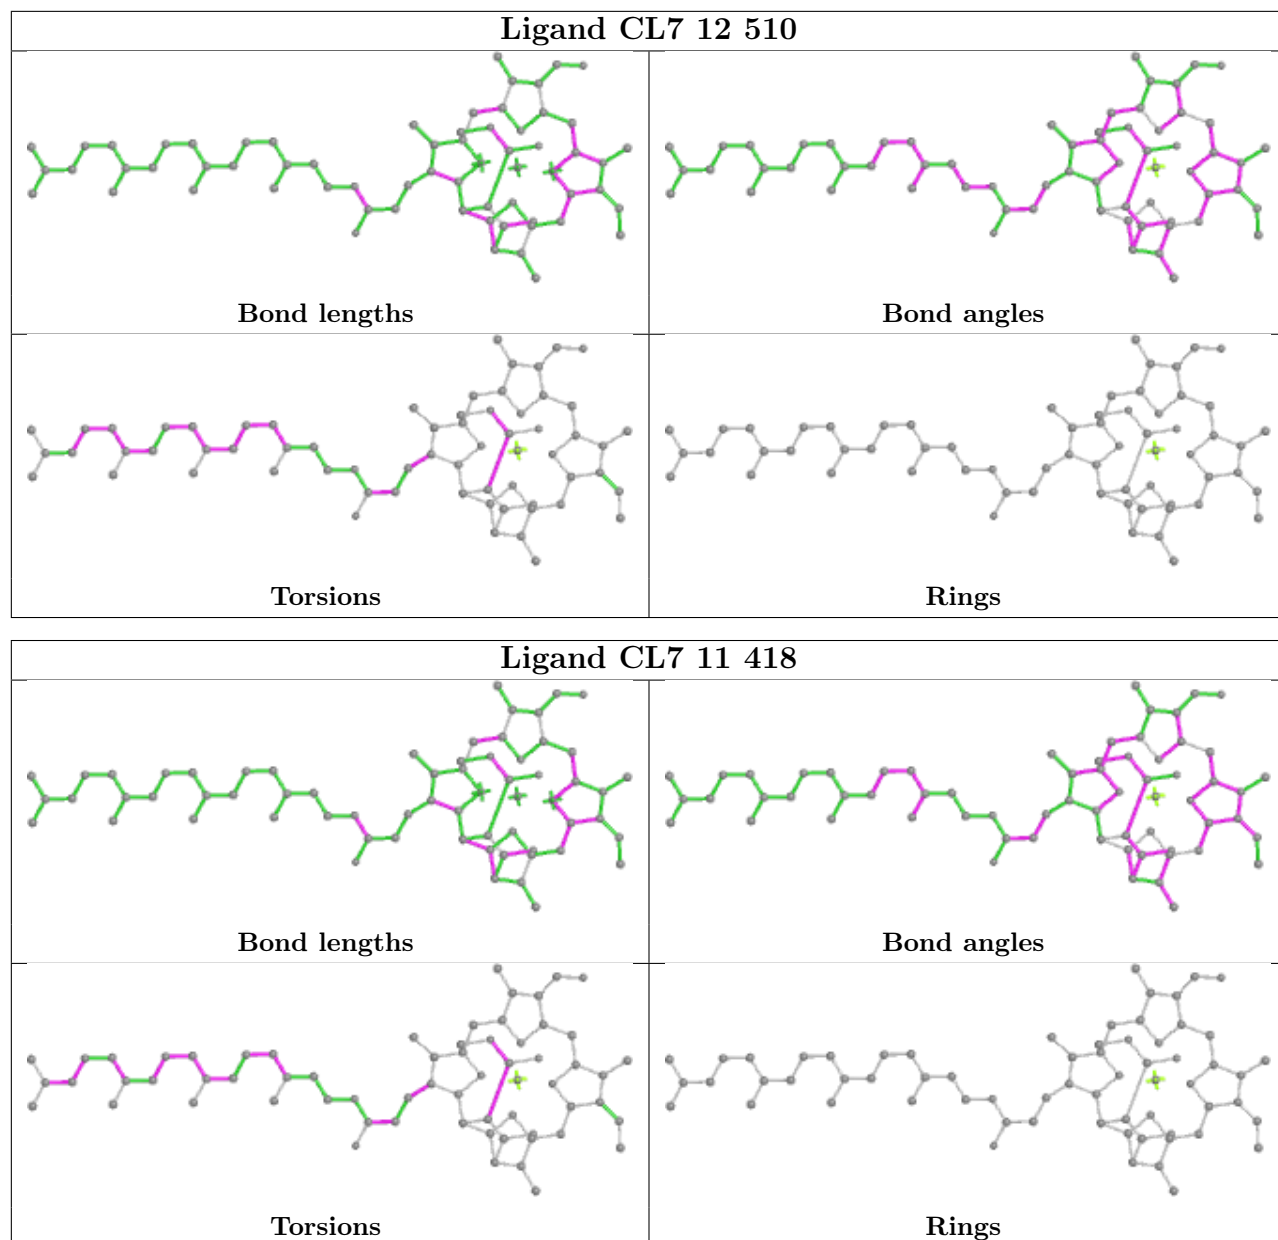 Ligand CL7 12 510
Bond lengths
Bond angles
Torsions
Rings
Ligand CL7 11 418
Bond lengths
Bond angles
Torsions
Rings